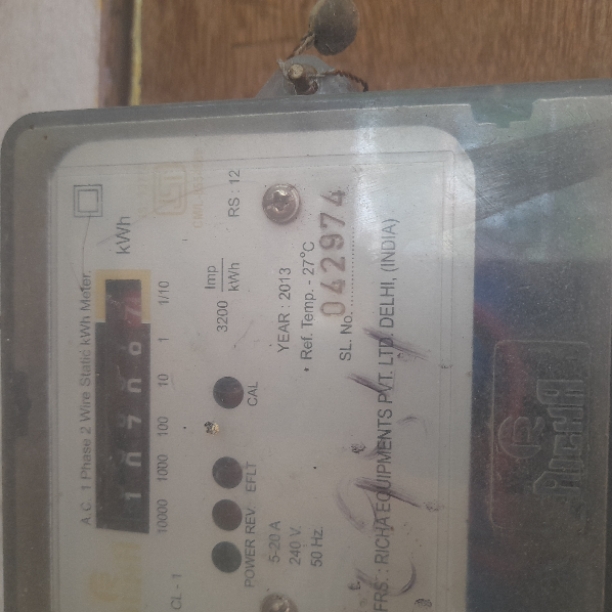 A.C. 1 Phase 2 Wire Static kWh Meter
kWh
10000 1000 100 10 1 1/10
CL - 1
RS : 12
3200 Imp
kWh
POWER REV EFLT CAL
5-20 A
240 V.
50 Hz.
YEAR : 2013
Ref. Temp. - 27°C
SL. No. 042974
MFRS. : RICHA EQUIPMENTS PVT. LTD. DELHI, (INDIA)
RICHA